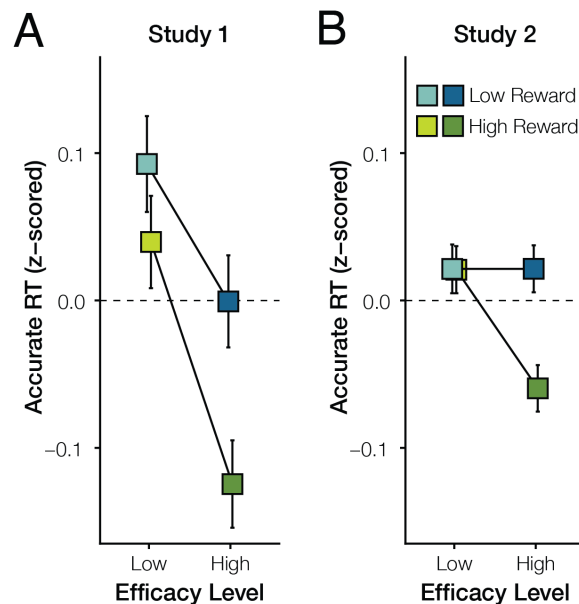 A
Study 1
Accurate RT (z–scored)
0.1
0.0
–0.1
Low
High
Efficacy Level
B
Study 2
Low Reward
High Reward
Accurate RT (z–scored)
0.1
0.0
–0.1
Low
High
Efficacy Level